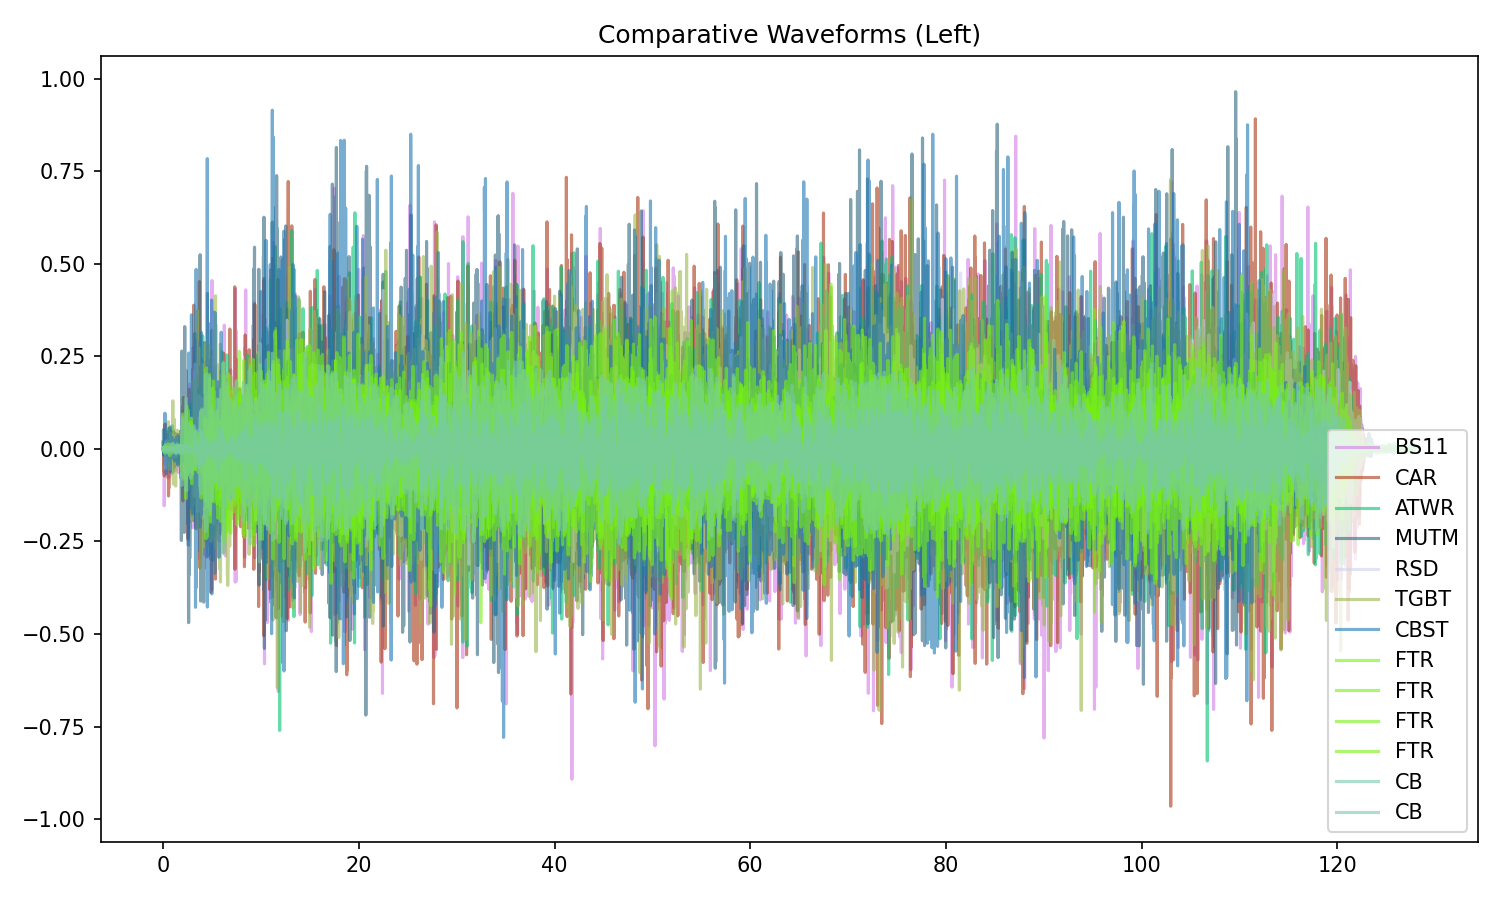 Comparative Waveforms (Left)
1.00
0.75
0.50
0.25
0.00
−0.25
−0.50
−0.75
−1.00
0 20 40 60 80 100 120
BS11
CAR
ATWR
MUTM
RSD
TGBT
CBST
FTR
FTR
FTR
FTR
CB
CB